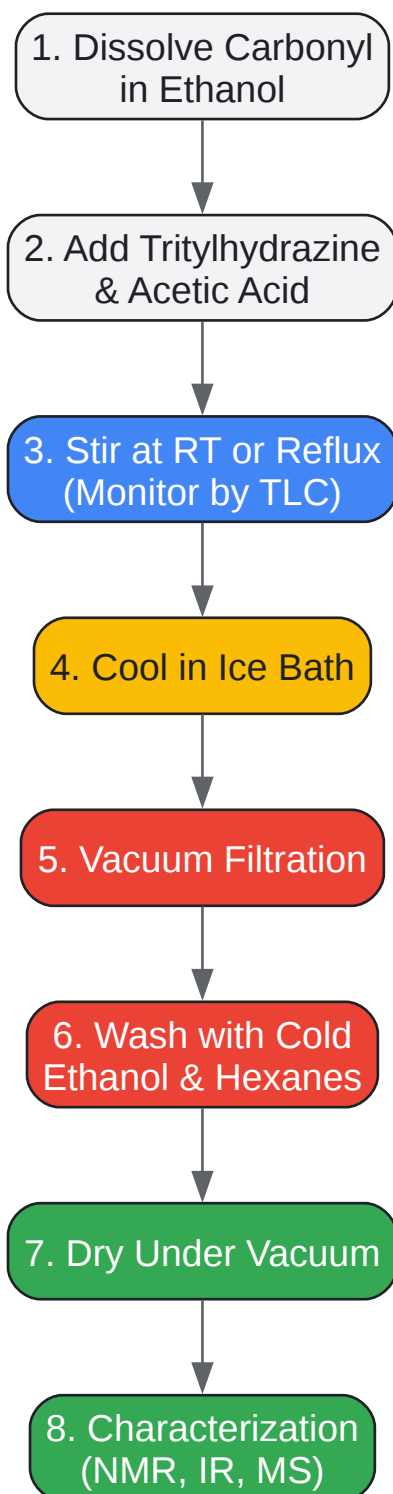 1. Dissolve Carbonyl
in Ethanol
2. Add Tritylhydrazine
& Acetic Acid
3. Stir at RT or Reflux
(Monitor by TLC)
4. Cool in Ice Bath
5. Vacuum Filtration
6. Wash with Cold
Ethanol & Hexanes
7. Dry Under Vacuum
8. Characterization
(NMR, IR, MS)